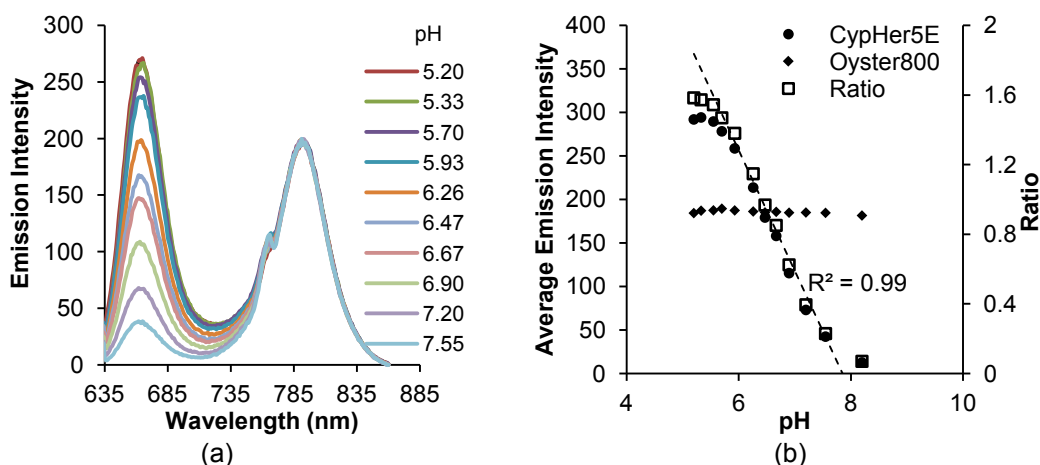 300
250
200
150
100
50
0
Emission Intensity
635 685 735 785 835 885
Wavelength (nm)
pH
5.20
5.33
5.70
5.93
6.26
6.47
6.67
6.90
7.20
7.55
(a)
400
350
300
250
200
150
100
50
0
Average Emission Intensity
CypHer5E
Oyster800
Ratio
R² = 0.99
2
1.6
1.2
0.8
0.4
0
Ratio
4 6 8 10
pH
(b)